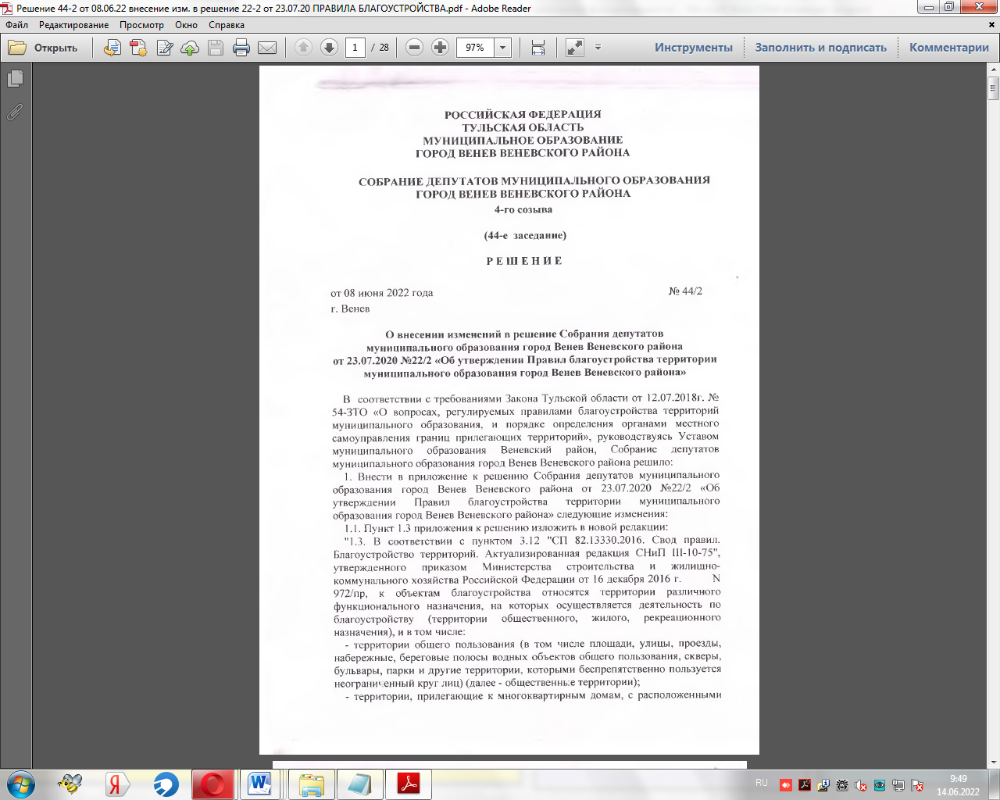 Решение 44-2 от 08.06.22 внесение изм. в решение 22-2 от 23.07.20 ПРАВИЛА БЛАГОУСТРОЙСТВА.pdf - Adobe Reader
Файл Редактирование Просмотр Окно Справка
Открыть 1 / 28 97% Инструменты Заполнить и подписать Комментарии
РОССИЙСКАЯ ФЕДЕРАЦИЯ
ТУЛЬСКАЯ ОБЛАСТЬ
МУНИЦИПАЛЬНОЕ ОБРАЗОВАНИЕ
ГОРОД ВЕНЕВ ВЕНЕВСКОГО РАЙОНА
СОБРАНИЕ ДЕПУТАТОВ МУНИЦИПАЛЬНОГО ОБРАЗОВАНИЯ
ГОРОД ВЕНЕВ ВЕНЕВСКОГО РАЙОНА
4-го созыва
(44-е заседание)
Р Е Ш Е Н И Е
от 08 июня 2022 года № 44/2
г. Венев
О внесении изменений в решение Собрания депутатов
муниципального образования город Венев Веневского района
от 23.07.2020 №22/2 «Об утверждении Правил благоустройства территории
муниципального образования город Венев Веневского района»
В соответствии с требованиями Закона Тульской области от 12.07.2018г. №
54-ЗТО «О вопросах, регулируемых правилами благоустройства территорий
муниципального образования, и порядке определения органами местного
самоуправления границ прилегающих территорий», руководствуясь Уставом
муниципального образования Веневский район, Собрание депутатов
муниципального образования город Венев Веневского района решило:
1. Внести в приложение к решению Собрания депутатов муниципального
образования город Венев Веневского района от 23.07.2020 №22/2 «Об
утверждении Правил благоустройства территории муниципального
образования город Венев Веневского района» следующие изменения:
1.1. Пункт 1.3 приложения к решению изложить в новой редакции:
"1.3. В соответствии с пунктом 3.12 "СП 82.13330.2016. Свод правил.
Благоустройство территорий. Актуализированная редакция СНиП III-10-75",
утвержденного приказом Министерства строительства и жилищно-
коммунального хозяйства Российской Федерации от 16 декабря 2016 г. N
972/пр, к объектам благоустройства относятся территории различного
функционального назначения, на которых осуществляется деятельность по
благоустройству (территории общественного, жилого, рекреационного
назначения), и в том числе:
- территории общего пользования (в том числе площади, улицы, проезды,
набережные, береговые полосы водных объектов общего пользования, скверы,
бульвары, парки и другие территории, которыми беспрепятственно пользуется
неограниченный круг лиц) (далее - общественные территории);
- территории, прилегающие к многоквартирным домам, с расположенными
RU 9:49
14.06.2022